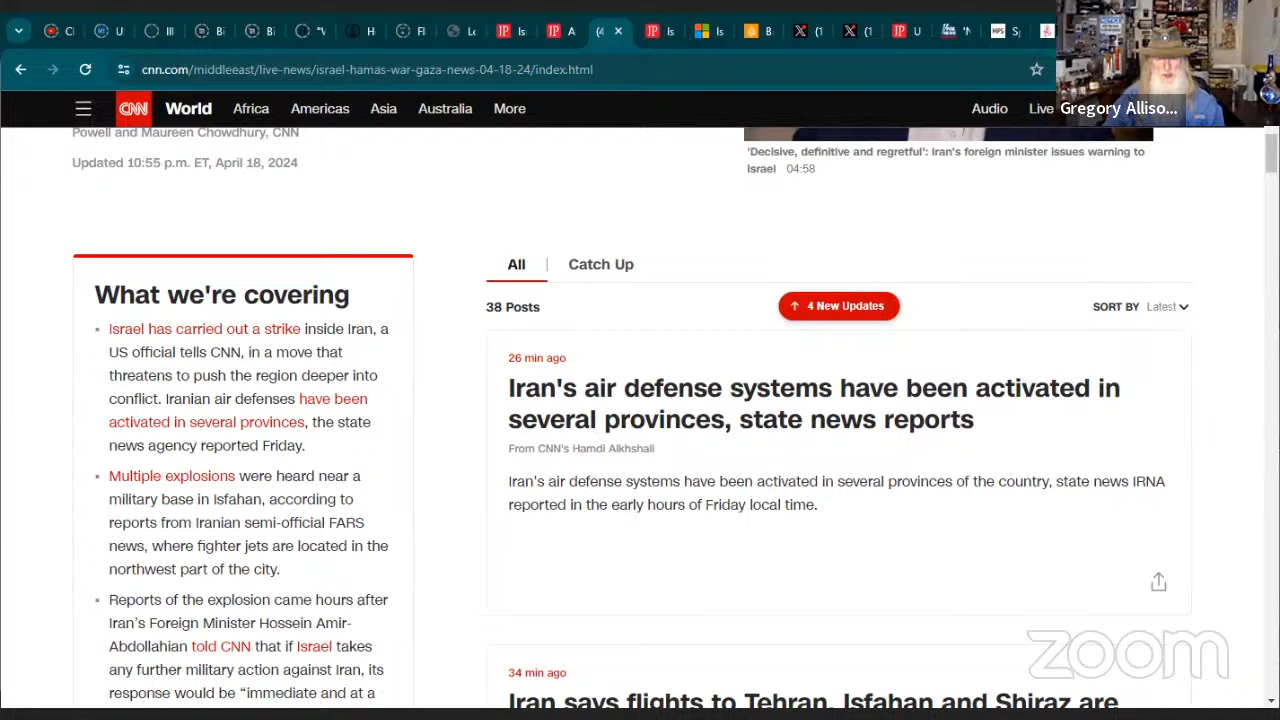 Is
A
(4
Is
Is
B
(1
(1
U
cnn.com/middleeast/live-news/israel-hamas-war-gaza-news-04-18-24/index.html
Gregory Alliso...
CNN World Africa Americas Asia Australia More Audio Live
Powell and Maureen Chowdhury, CNN
Updated 10:55 p.m. ET, April 18, 2024
'Decisive, definitive and regretful': Iran's foreign minister issues warning to
Israel 04:58
What we're covering
Israel has carried out a strike inside Iran, a
US official tells CNN, in a move that
threatens to push the region deeper into
conflict. Iranian air defenses have been
activated in several provinces, the state
news agency reported Friday.
Multiple explosions were heard near a
military base in Isfahan, according to
reports from Iranian semi-official FARS
news, where fighter jets are located in the
northwest part of the city.
Reports of the explosion came hours after
Iran's Foreign Minister Hossein Amir-
Abdollahian told CNN that if Israel takes
any further military action against Iran, its
response would be “immediate and at a
All | Catch Up
38 Posts
4 New Updates
SORT BY Latest
26 min ago
Iran's air defense systems have been activated in
several provinces, state news reports
From CNN's Hamdi Alkhshali
Iran's air defense systems have been activated in several provinces of the country, state news IRNA
reported in the early hours of Friday local time.
34 min ago
Iran says flights to Tehran, Isfahan and Shiraz are
zoom